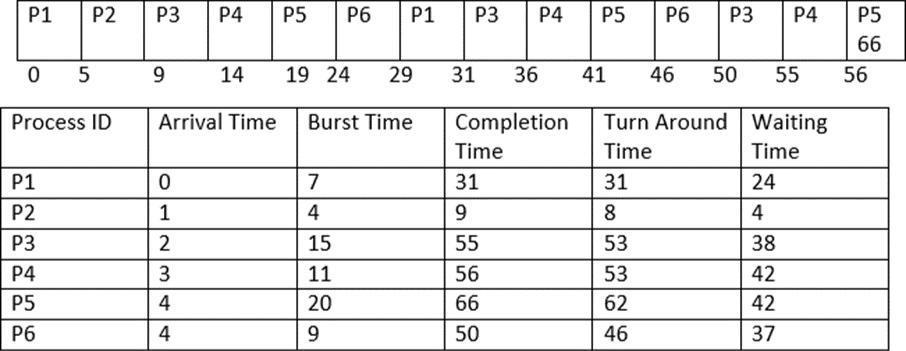 P1 P2 P3 P4 P5 P6 P1 P3 P4 P5 P6 P3 P4 P5
66
0 5 9 14 19 24 29 31 36 41 46 50 55 56
Process ID Arrival Time Burst Time Completion Time Turn Around Time Waiting Time
P1 0 7 31 31 24
P2 1 4 9 8 4
P3 2 15 55 53 38
P4 3 11 56 53 42
P5 4 20 66 62 42
P6 4 9 50 46 37